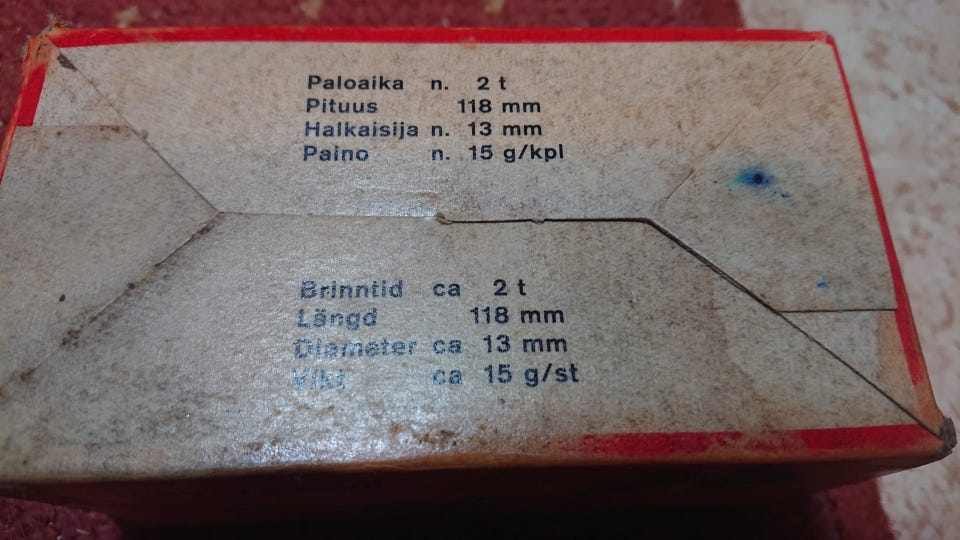 Paloaika n. 2 t
Pituus 118 mm
Halkaisija n. 13 mm
Paino n. 15 g/kpl
Brinntid ca 2 t
Längd 118 mm
Diameter ca 13 mm
Vikt ca 15 g/st